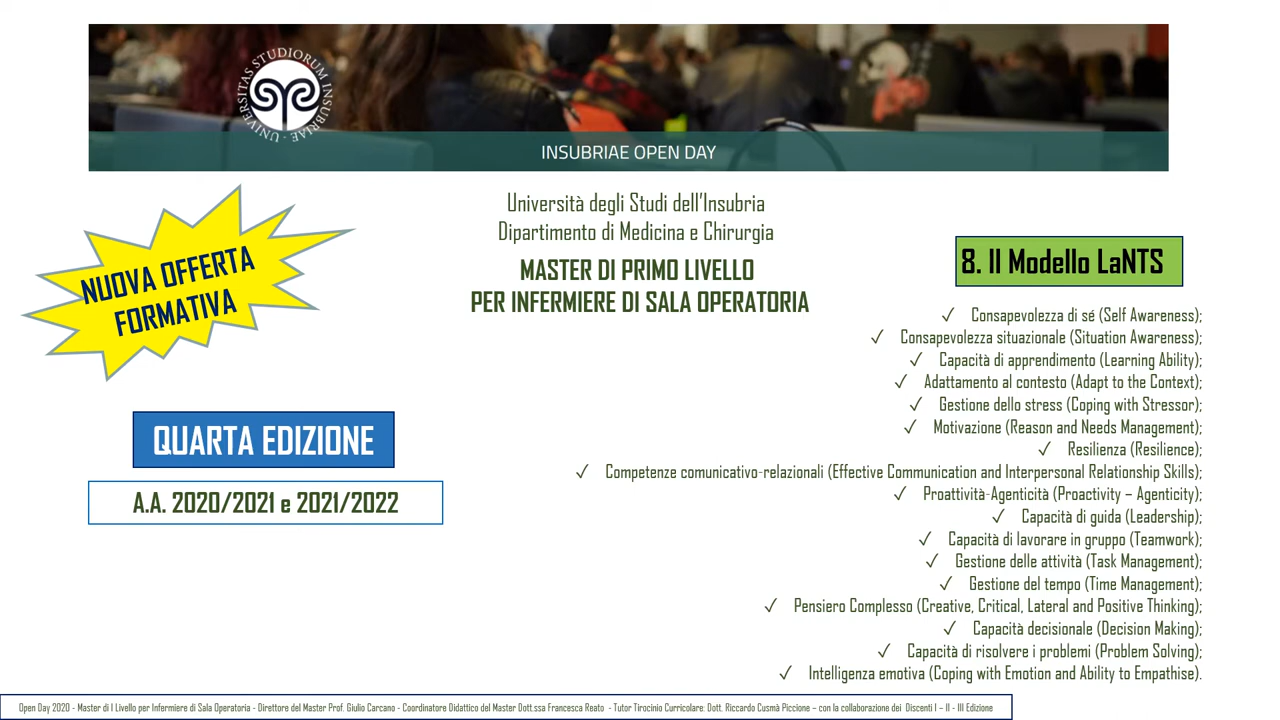 UNIVERSITAS STUDIORUM INSUBRIAE
INSUBRIAE OPEN DAY
Università degli Studi dell'Insubria
Dipartimento di Medicina e Chirurgia
MASTER DI PRIMO LIVELLO
PER INFERMIERE DI SALA OPERATORIA
NUOVA OFFERTA
FORMATIVA
QUARTA EDIZIONE
A.A. 2020/2021 e 2021/2022
8. Il Modello LaNTS
✓ Consapevolezza di sé (Self Awareness);
✓ Consapevolezza situazionale (Situation Awareness);
✓ Capacità di apprendimento (Learning Ability);
✓ Adattamento al contesto (Adapt to the Context);
✓ Gestione dello stress (Coping with Stressor);
✓ Motivazione (Reason and Needs Management);
✓ Resilienza (Resilience);
✓ Competenze comunicativo-relazionali (Effective Communication and Interpersonal Relationship Skills);
✓ Proattività-Agenticità (Proactivity – Agenticity);
✓ Capacità di guida (Leadership);
✓ Capacità di lavorare in gruppo (Teamwork);
✓ Gestione delle attività (Task Management);
✓ Gestione del tempo (Time Management);
✓ Pensiero Complesso (Creative, Critical, Lateral and Positive Thinking);
✓ Capacità decisionale (Decision Making);
✓ Capacità di risolvere i problemi (Problem Solving);
✓ Intelligenza emotiva (Coping with Emotion and Ability to Empathise).
Open Day 2020 - Master di I Livello per Infermiere di Sala Operatoria - Direttore del Master Prof. Giulio Carcano - Coordinatore Didattico del Master Dott.ssa Francesca Reato - Tutor Tirocinio Curricolare: Dott. Riccardo Cusmà Piccione – con la collaborazione dei Discenti I – II - III Edizione